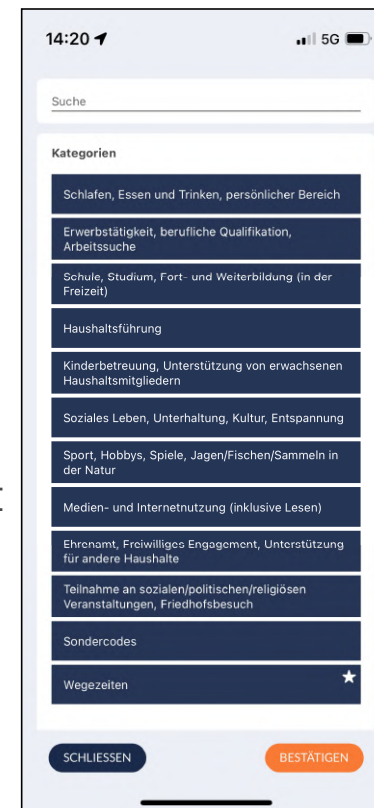 14:20
5G
Suche
Kategorien
Schlafen, Essen und Trinken, persönlicher Bereich
Erwerbstätigkeit, berufliche Qualifikation,
Arbeitssuche
Schule, Studium, Fort- und Weiterbildung (in der
Freizeit)
Haushaltsführung
Kinderbetreuung, Unterstützung von erwachsenen
Haushaltsmitgliedern
Soziales Leben, Unterhaltung, Kultur, Entspannung
Sport, Hobbys, Spiele, Jagen/Fischen/Sammeln in
der Natur
Medien- und Internetnutzung (inklusive Lesen)
Ehrenamt, Freiwilliges Engagement, Unterstützung
für andere Haushalte
Teilnahme an sozialen/politischen/religiösen
Veranstaltungen, Friedhofsbesuch
Sondercodes
Wegezeiten
SCHLIESSEN
BESTÄTIGEN